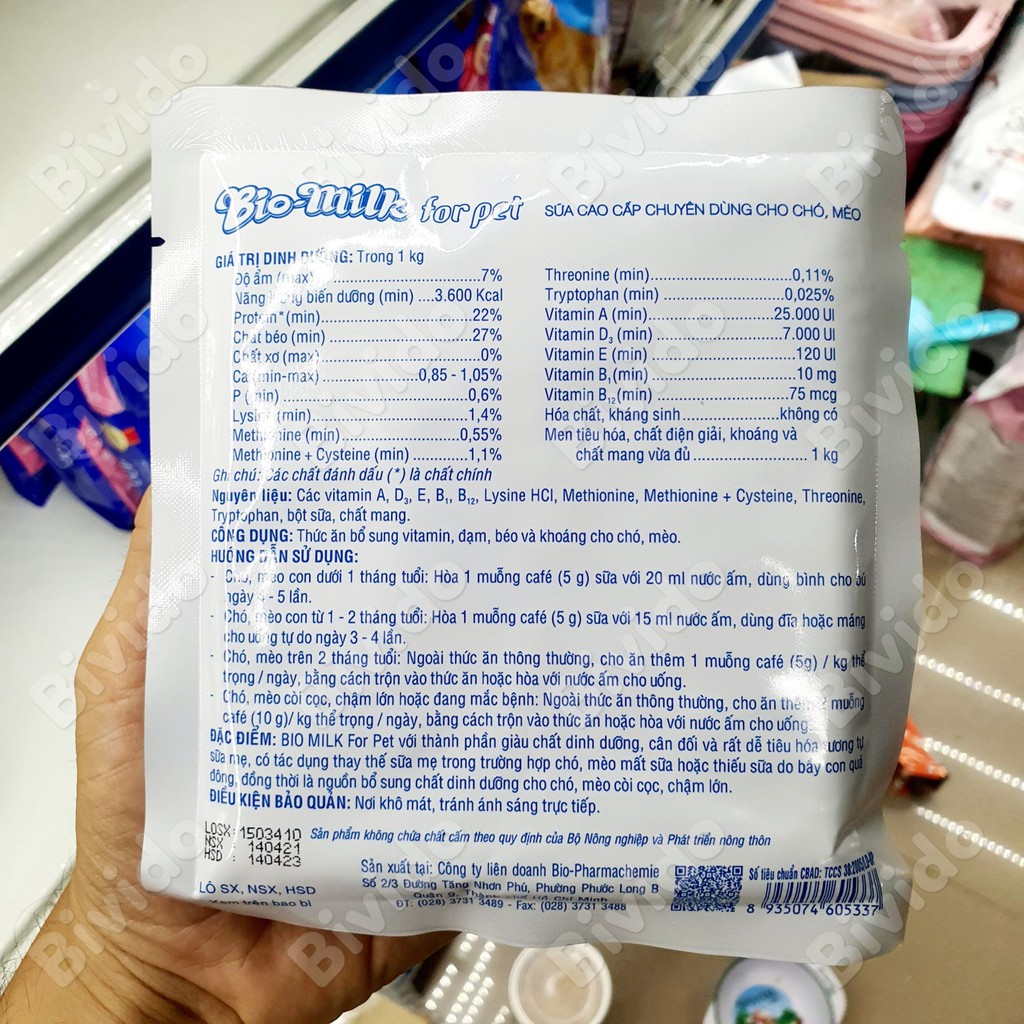 Bio-Milk for pet SỮA CAO CẤP CHUYÊN DÙNG CHO CHÓ, MÈO
GIÁ TRỊ DINH DƯỠNG: Trong 1 kg
Độ ẩm (max)..........................7%
Năng lượng biến dưỡng (min) ....3.600 Kcal
Protein* (min)..........................22%
Chất béo (min)..........................27%
Chất xơ (max)..........................0%
Ca (min-max)..............0,85 - 1,05%
P (min)..........................0,6%
Lysine (min)..........................1,4%
Methionine (min)....................0,55%
Methionine + Cysteine (min)............1,1%
Threonine (min)....................0,11%
Tryptophan (min)....................0,025%
Vitamin A (min)....................25.000 UI
Vitamin D₃ (min)....................7.000 UI
Vitamin E (min)....................120 UI
Vitamin B₁(min)....................10 mg
Vitamin B₁₂(min)....................75 mcg
Hóa chất, kháng sinh..............không có
Men tiêu hóa, chất điện giải, khoáng và
chất mang vừa đủ....................1 kg
Ghi chú: Các chất đánh dấu (*) là chất chính
Nguyên liệu: Các vitamin A, D₃, E, B₁, B₁₂, Lysine HCl, Methionine, Methionine + Cysteine, Threonine,
Tryptophan, bột sữa, chất mang.
CÔNG DỤNG: Thức ăn bổ sung vitamin, đạm, béo và khoáng cho chó, mèo.
HƯỚNG DẪN SỬ DỤNG:
- Chó, mèo con dưới 1 tháng tuổi: Hòa 1 muỗng café (5 g) sữa với 20 ml nước ấm, dùng bình cho bú
ngày 4 - 5 lần.
- Chó, mèo con từ 1 - 2 tháng tuổi: Hòa 1 muỗng café (5 g) sữa với 15 ml nước ấm, dùng đĩa hoặc máng
cho uống tự do ngày 3 - 4 lần.
- Chó, mèo trên 2 tháng tuổi: Ngoài thức ăn thông thường, cho ăn thêm 1 muỗng café (5g) / kg thể
trọng / ngày, bằng cách trộn vào thức ăn hoặc hòa với nước ấm cho uống.
- Chó, mèo còi cọc, chậm lớn hoặc đang mắc bệnh: Ngoài thức ăn thông thường, cho ăn thêm 2 muỗng
café (10 g)/ kg thể trọng / ngày, bằng cách trộn vào thức ăn hoặc hòa với nước ấm cho uống.
ĐẶC ĐIỂM: BIO MILK For Pet với thành phần giàu chất dinh dưỡng, cân đối và rất dễ tiêu hóa tương tự
sữa mẹ, có tác dụng thay thế sữa mẹ trong trường hợp chó, mèo mất sữa hoặc thiếu sữa do bầy con quá
đông, đồng thời là nguồn bổ sung chất dinh dưỡng cho chó, mèo còi cọc, chậm lớn.
ĐIỀU KIỆN BẢO QUẢN: Nơi khô mát, tránh ánh sáng trực tiếp.
LOSX:1503410
NSX : 140421
HSD : 140423
Sản phẩm không chứa chất cấm theo quy định của Bộ Nông nghiệp và Phát triển nông thôn
LÔ SX, NSX, HSD
Xem trên bao bì
Sản xuất tại: Công ty liên doanh Bio-Pharmachemie
Số 2/3 Đường Tăng Nhơn Phú, Phường Phước Long B
Quận 9, Thành phố Hồ Chí Minh
ĐT: (028) 3731 3489 - Fax: (028) 3731 3488
Số tiêu chuẩn CBAD: TCCS
8 935074 605337
Bivido